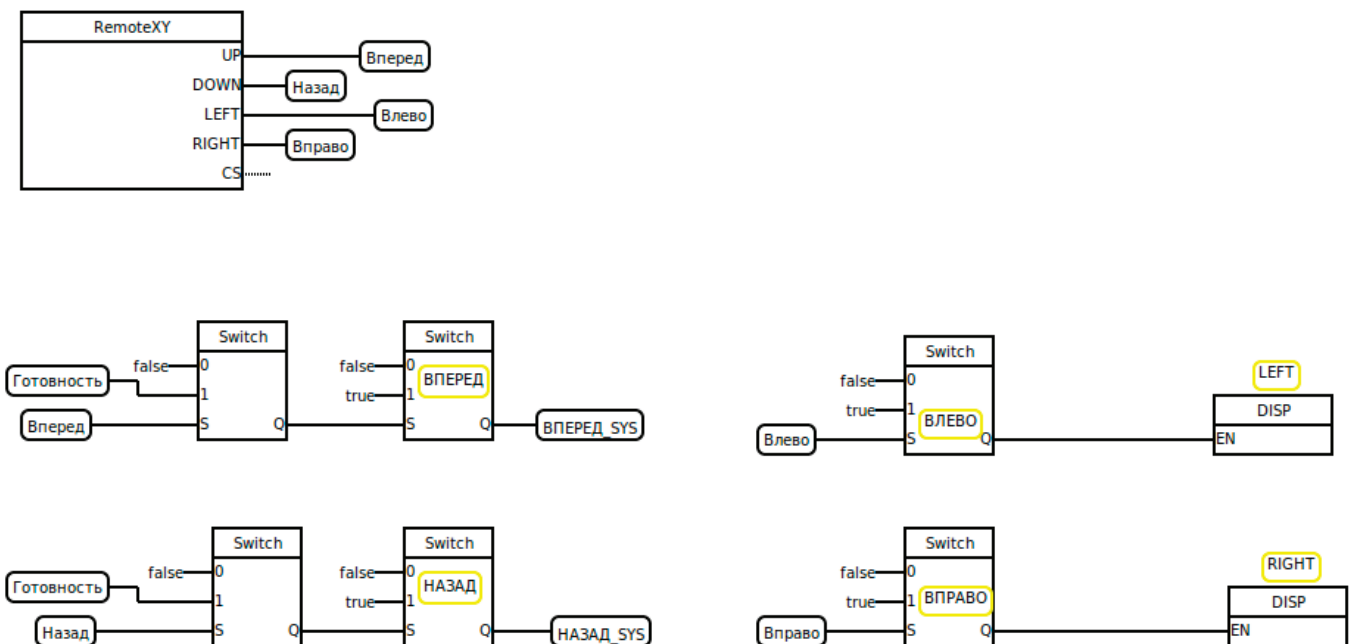 RemoteXY
UP Вперед
DOWN Назад
LEFT Влево
RIGHT Вправо
CS
Switch
false 0
Готовность 1
Вперед S Q
Switch
false 0
ВПЕРЕД
true 1
S Q ВПЕРЕД_SYS
Switch
false 0
true 1
ВЛЕВО
Влево S Q
LEFT
DISP
EN
Switch
false 0
Готовность 1
Назад S Q
Switch
false 0
НАЗАД
true 1
S Q НАЗАД_SYS
Switch
false 0
true 1 ВПРАВО
Вправо S Q
RIGHT
DISP
EN